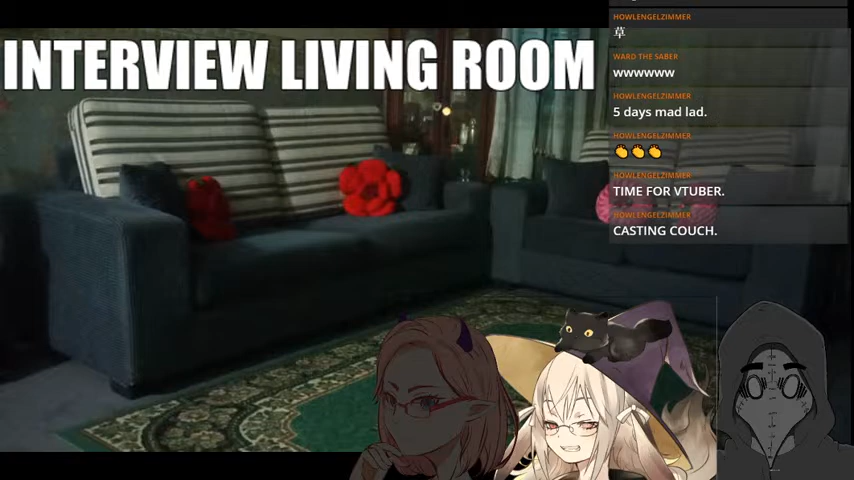 INTERVIEW LIVING ROOM
HOWLENGELZIMMER
草
WARD THE SABER
wwwwww
HOWLENGELZIMMER
5 days mad lad.
HOWLENGELZIMMER
HOWLENGELZIMMER
TIME FOR VTUBER.
HOWLENGELZIMMER
CASTING COUCH.